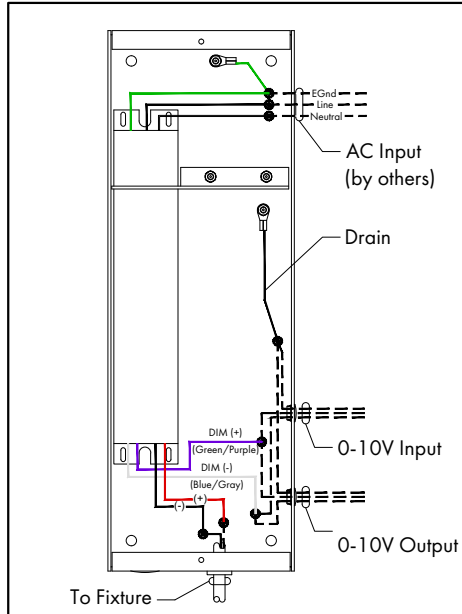 EGnd
Line
Neutral
AC Input
(by others)
Drain
DIM (+)
(Green/Purple)
0-10V Input
DIM (-)
(Blue/Gray)
(+)
(-)
0-10V Output
To Fixture